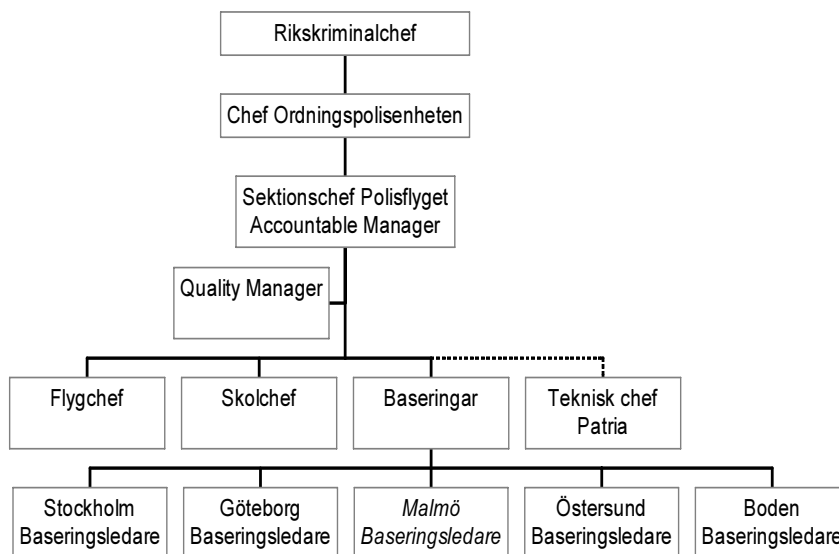 Rikskriminalchef
Chef Ordningspolisenheten
Sektionschef Polisflyget
Accountable Manager
Quality Manager
Flygchef
Skolchef
Baseringar
Teknisk chef
Patria
Stockholm
Baseringsledare
Göteborg
Baseringsledare
Malmö
Baseringsledare
Östersund
Baseringsledare
Boden
Baseringsledare